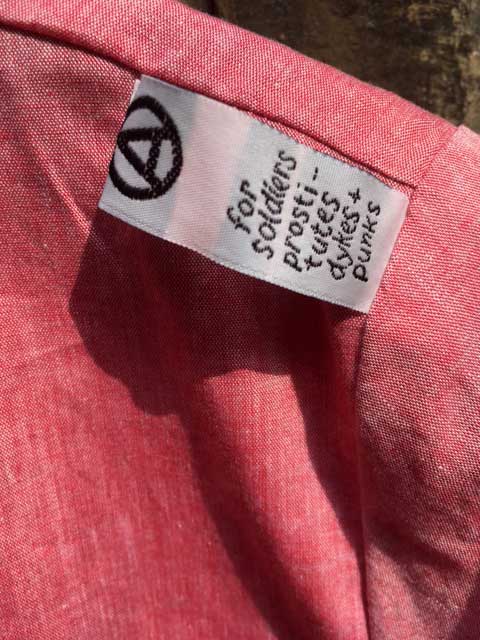 A
for
soldiers
prosti-
tutes
dykes+
punks